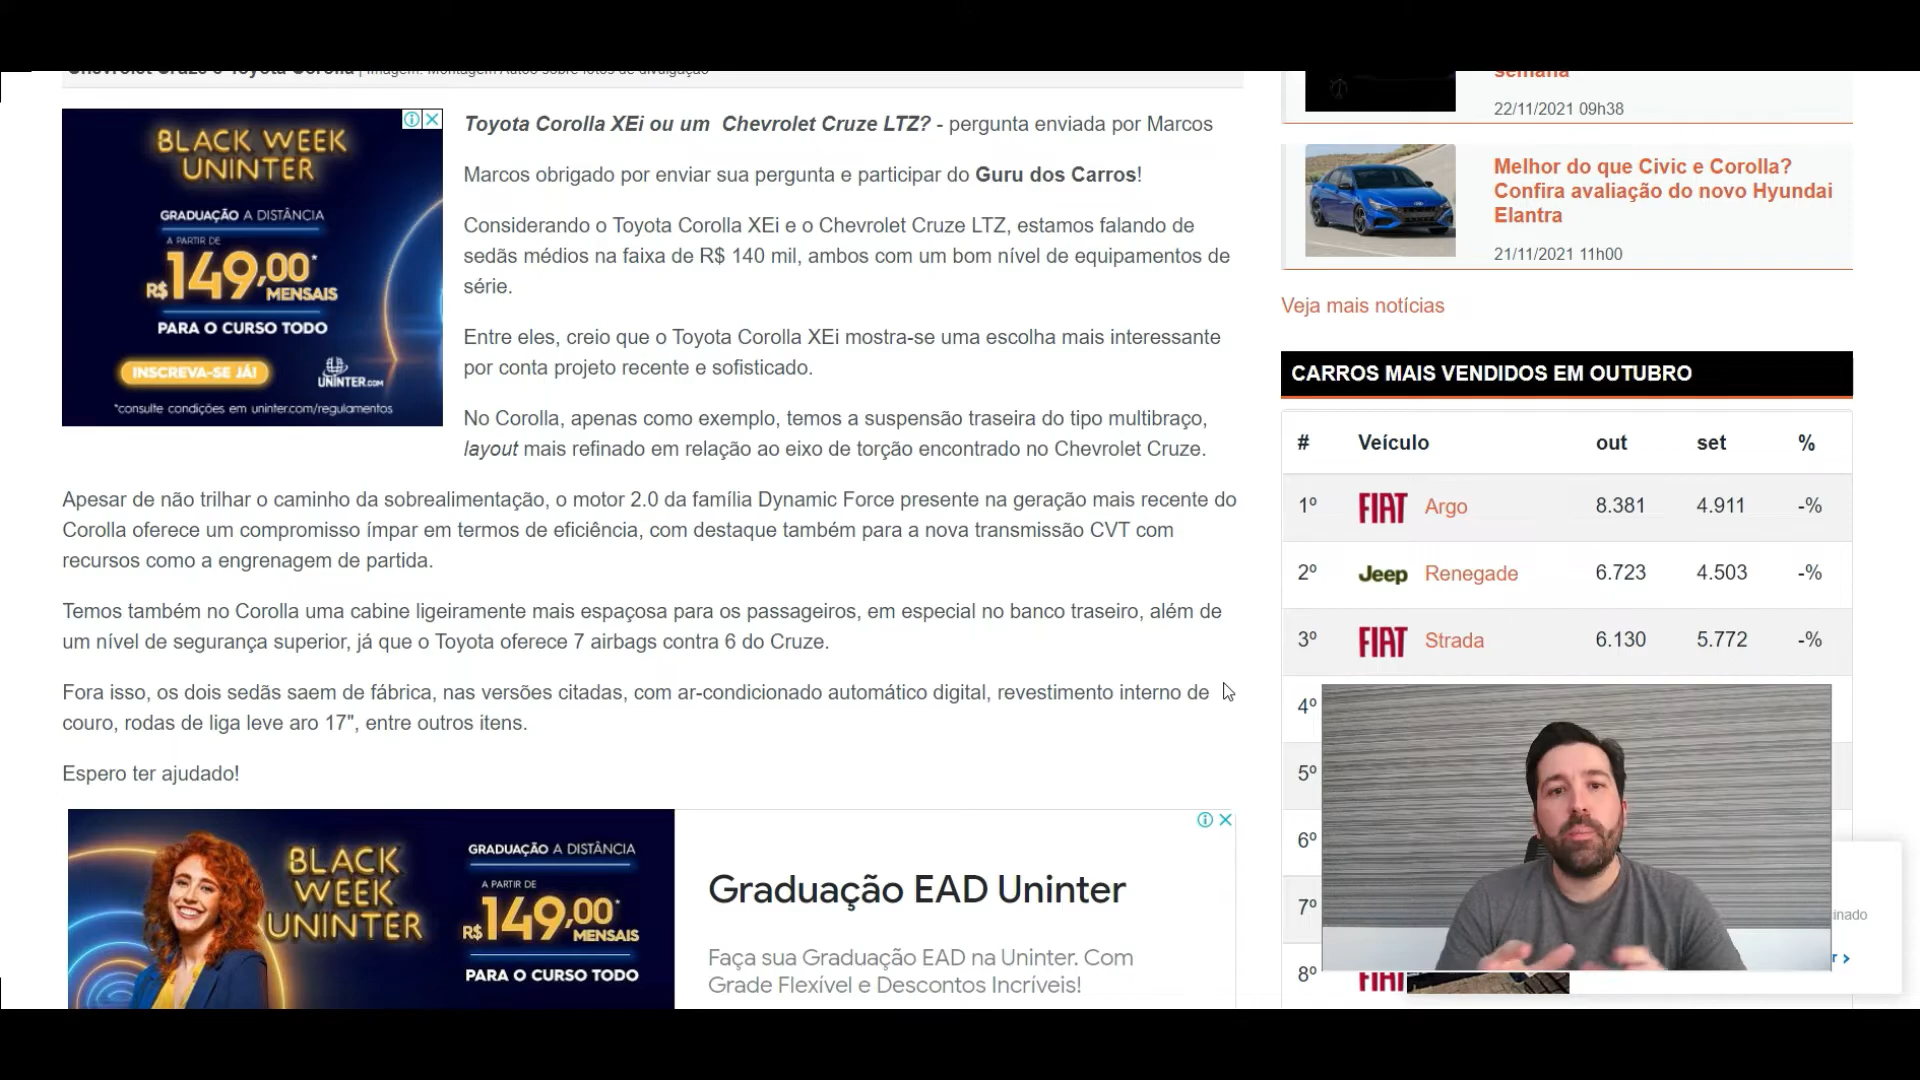 Chevrolet Cruze e Toyota Corolla | Imagem: Montagem Autoo sobre fotos de divulgação
BLACK WEEK
UNINTER
GRADUAÇÃO A DISTÂNCIA
A PARTIR DE
R$149,00*
MENSAIS
PARA O CURSO TODO
INSCREVA-SE JÁ!
UNINTER.COM
*consulte condições em uninter.com/regulamentos
Toyota Corolla XEi ou um Chevrolet Cruze LTZ? - pergunta enviada por Marcos
Marcos obrigado por enviar sua pergunta e participar do Guru dos Carros!
Considerando o Toyota Corolla XEi e o Chevrolet Cruze LTZ, estamos falando de
sedãs médios na faixa de R$ 140 mil, ambos com um bom nível de equipamentos de
série.
Entre eles, creio que o Toyota Corolla XEi mostra-se uma escolha mais interessante
por conta projeto recente e sofisticado.
No Corolla, apenas como exemplo, temos a suspensão traseira do tipo multibraço,
layout mais refinado em relação ao eixo de torção encontrado no Chevrolet Cruze.
Apesar de não trilhar o caminho da sobrealimentação, o motor 2.0 da família Dynamic Force presente na geração mais recente do
Corolla oferece um compromisso ímpar em termos de eficiência, com destaque também para a nova transmissão CVT com
recursos como a engrenagem de partida.
Temos também no Corolla uma cabine ligeiramente mais espaçosa para os passageiros, em especial no banco traseiro, além de
um nível de segurança superior, já que o Toyota oferece 7 airbags contra 6 do Cruze.
Fora isso, os dois sedãs saem de fábrica, nas versões citadas, com ar-condicionado automático digital, revestimento interno de
couro, rodas de liga leve aro 17", entre outros itens.
Espero ter ajudado!
BLACK
WEEK
UNINTER
GRADUAÇÃO A DISTÂNCIA
A PARTIR DE
R$149,00*
MENSAIS
PARA O CURSO TODO
Graduação EAD Uninter
Faça sua Graduação EAD na Uninter. Com
Grade Flexível e Descontos Incríveis!
semana
22/11/2021 09h38
Melhor do que Civic e Corolla?
Confira avaliação do novo Hyundai
Elantra
21/11/2021 11h00
Veja mais notícias
CARROS MAIS VENDIDOS EM OUTUBRO
# Veículo out set %
1º FIAT Argo 8.381 4.911 -%
2º Jeep Renegade 6.723 4.503 -%
3º FIAT Strada 6.130 5.772 -%
4º
5º
6º
7º
8º FIAT